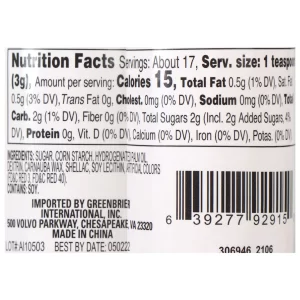 Nutrition Facts Servings: About 17, Serv. size: 1 teaspoon
(3g), Amount per serving: Calories 15, Total Fat 0.5g (1% DV), Sat. Fat
0.5g (3% DV), Trans Fat 0g, Cholest. 0mg (0% DV), Sodium 0mg (0% DV), Total
Carb. 2g (1% DV), Fiber 0g (0% DV), Total Sugars 2g (Incl. 2g Added Sugars, 4%
DV), Protein 0g, Vit. D (0% DV), Calcium (0% DV), Iron (0% DV), Potas. (0% DV).
INGREDIENTS: SUGAR, CORN STARCH, HYDROGENATED PALM OIL,
DEXTRIN, CARNAUBA WAX, SHELLAC, SOY LECITHIN, COLORS
RED 40).
CONTAINS: SOY.
IMPORTED BY GREENBRIER
INTERNATIONAL, INC.
500 VOLVO PARKWAY, CHESAPEAKE, VA 23320
MADE IN CHINA
LOT# AI10503 BEST BY DATE: 050222
6 39277 92915
306946 2106